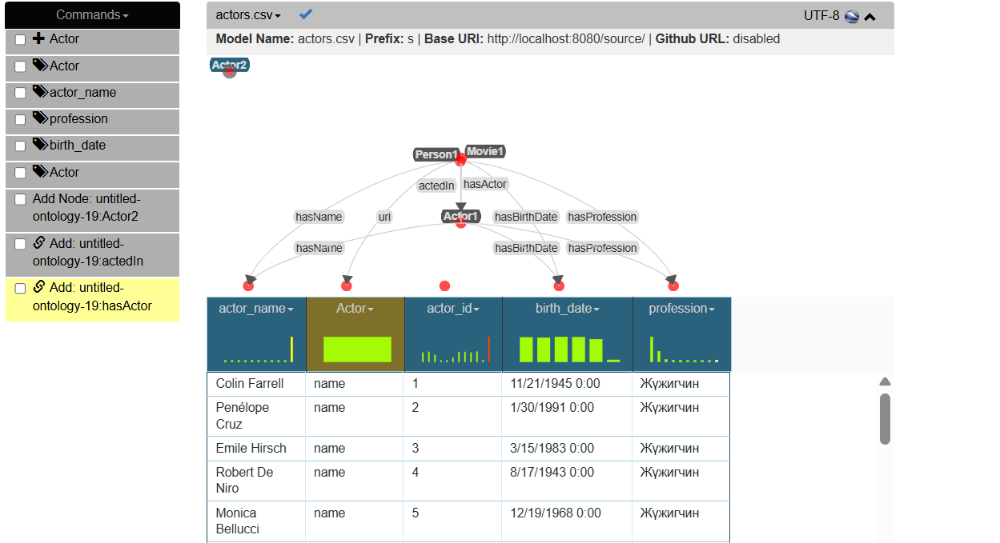 Commands
Actor
Actor
actor_name
profession
birth_date
Actor
Add Node: untitled-
ontology-19:Actor2
Add: untitled-
ontology-19:actedIn
Add: untitled-
ontology-19:hasActor
actors.csv UTF-8
Model Name: actors.csv | Prefix: s | Base URI: http://localhost:8080/source/ | Github URL: disabled
Actor2
Person1 Movie1
actedIn hasActor
hasName uri Actor1 hasBirthDate hasProfession
hasName hasBirthDate hasProfession
actor_name Actor actor_id birth_date profession
Colin Farrell name 1 11/21/1945 0:00 Жүжигчин
Penélope
Cruz name 2 1/30/1991 0:00 Жүжигчин
Emile Hirsch name 3 3/15/1983 0:00 Жүжигчин
Robert De
Niro name 4 8/17/1943 0:00 Жүжигчин
Monica
Bellucci name 5 12/19/1968 0:00 Жүжигчин